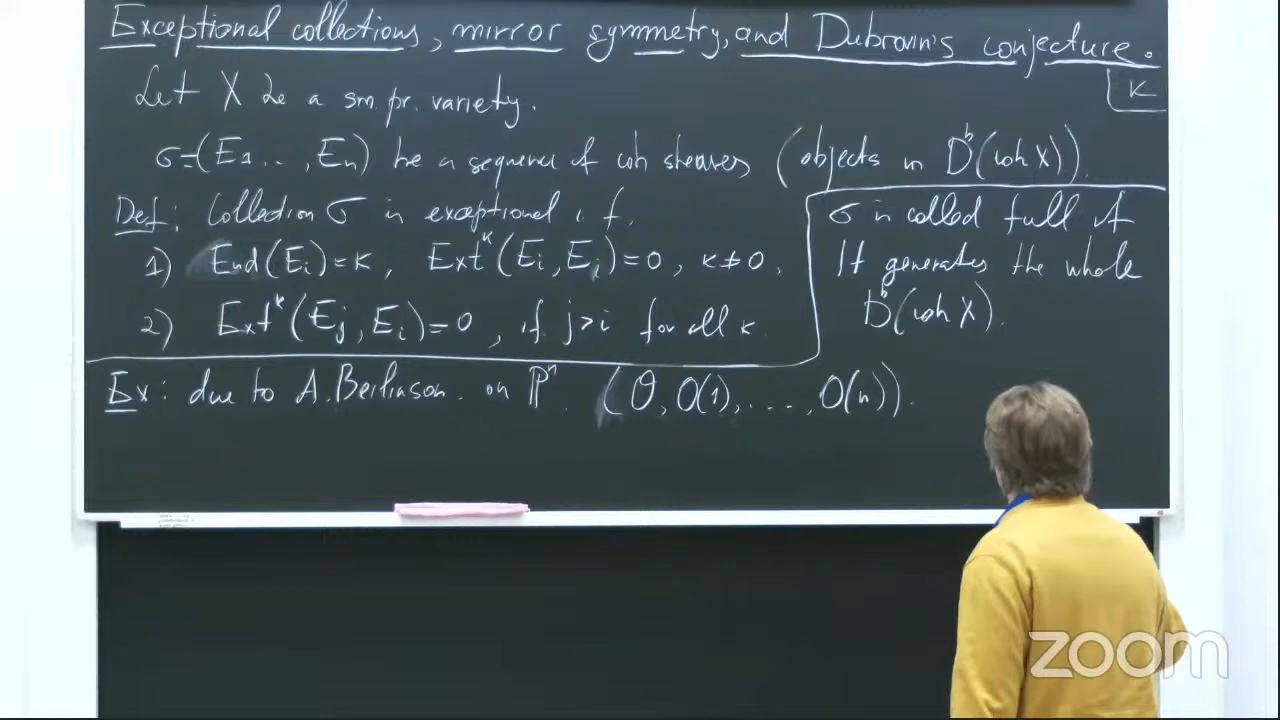 Exceptional collections, mirror symmetry, and Dubrovin's conjecture.
K
Let X be a sm. pr. variety.
σ=(E1..., En) be a sequence of coh sheaves (objects in D^b(coh X)).
Def: Collection σ is exceptional if.
1) End(Ei)=K, Ext^k(Ei, Ei)=0, k≠0.
2) Ext^k(Ej, Ei)=0, if j>i for all k
σ is called full if
It generates the whole
D^b(coh X).
Ex: due to A. Beilinson. on ℙ^n. (O, O(1), ...., O(n)).
zoom